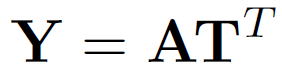 Y = AT^T